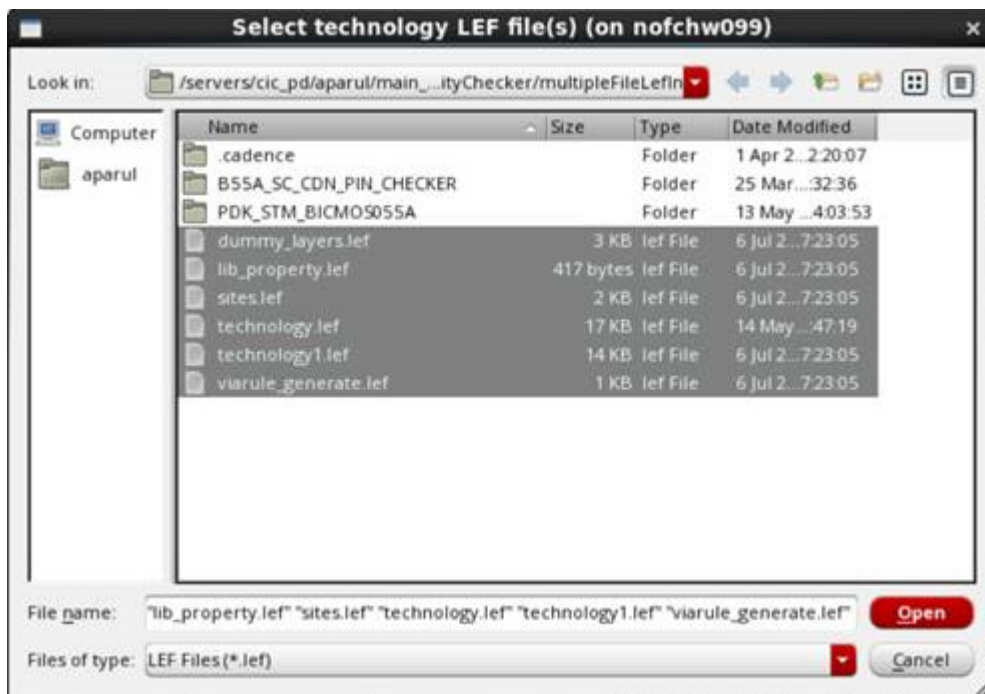 Select technology LEF file(s) (on nofchw099)
Look in: /servers/cic_pd/aparul/main_...ityChecker/multipleFileLefIn
Computer
aparul
Name Size Type Date Modified
.cadence Folder 1 Apr 2...2:20:07
B55A_SC_CDN_PIN_CHECKER Folder 25 Mar...:32:36
PDK_STM_BICMOS055A Folder 13 May ...4:03:53
dummy_layers.lef 3 KB lef File 6 Jul 2...7:23:05
lib_property.lef 417 bytes lef File 6 Jul 2...7:23:05
sites.lef 2 KB lef File 6 Jul 2...7:23:05
technology.lef 17 KB lef File 14 May...:47:19
technology1.lef 14 KB lef File 6 Jul 2...7:23:05
viarule_generate.lef 1 KB lef File 6 Jul 2...7:23:05
File name: "lib_property.lef" "sites.lef" "technology.lef" "technology1.lef" "viarule_generate.lef" Open
Files of type: LEF Files (*.lef) Cancel